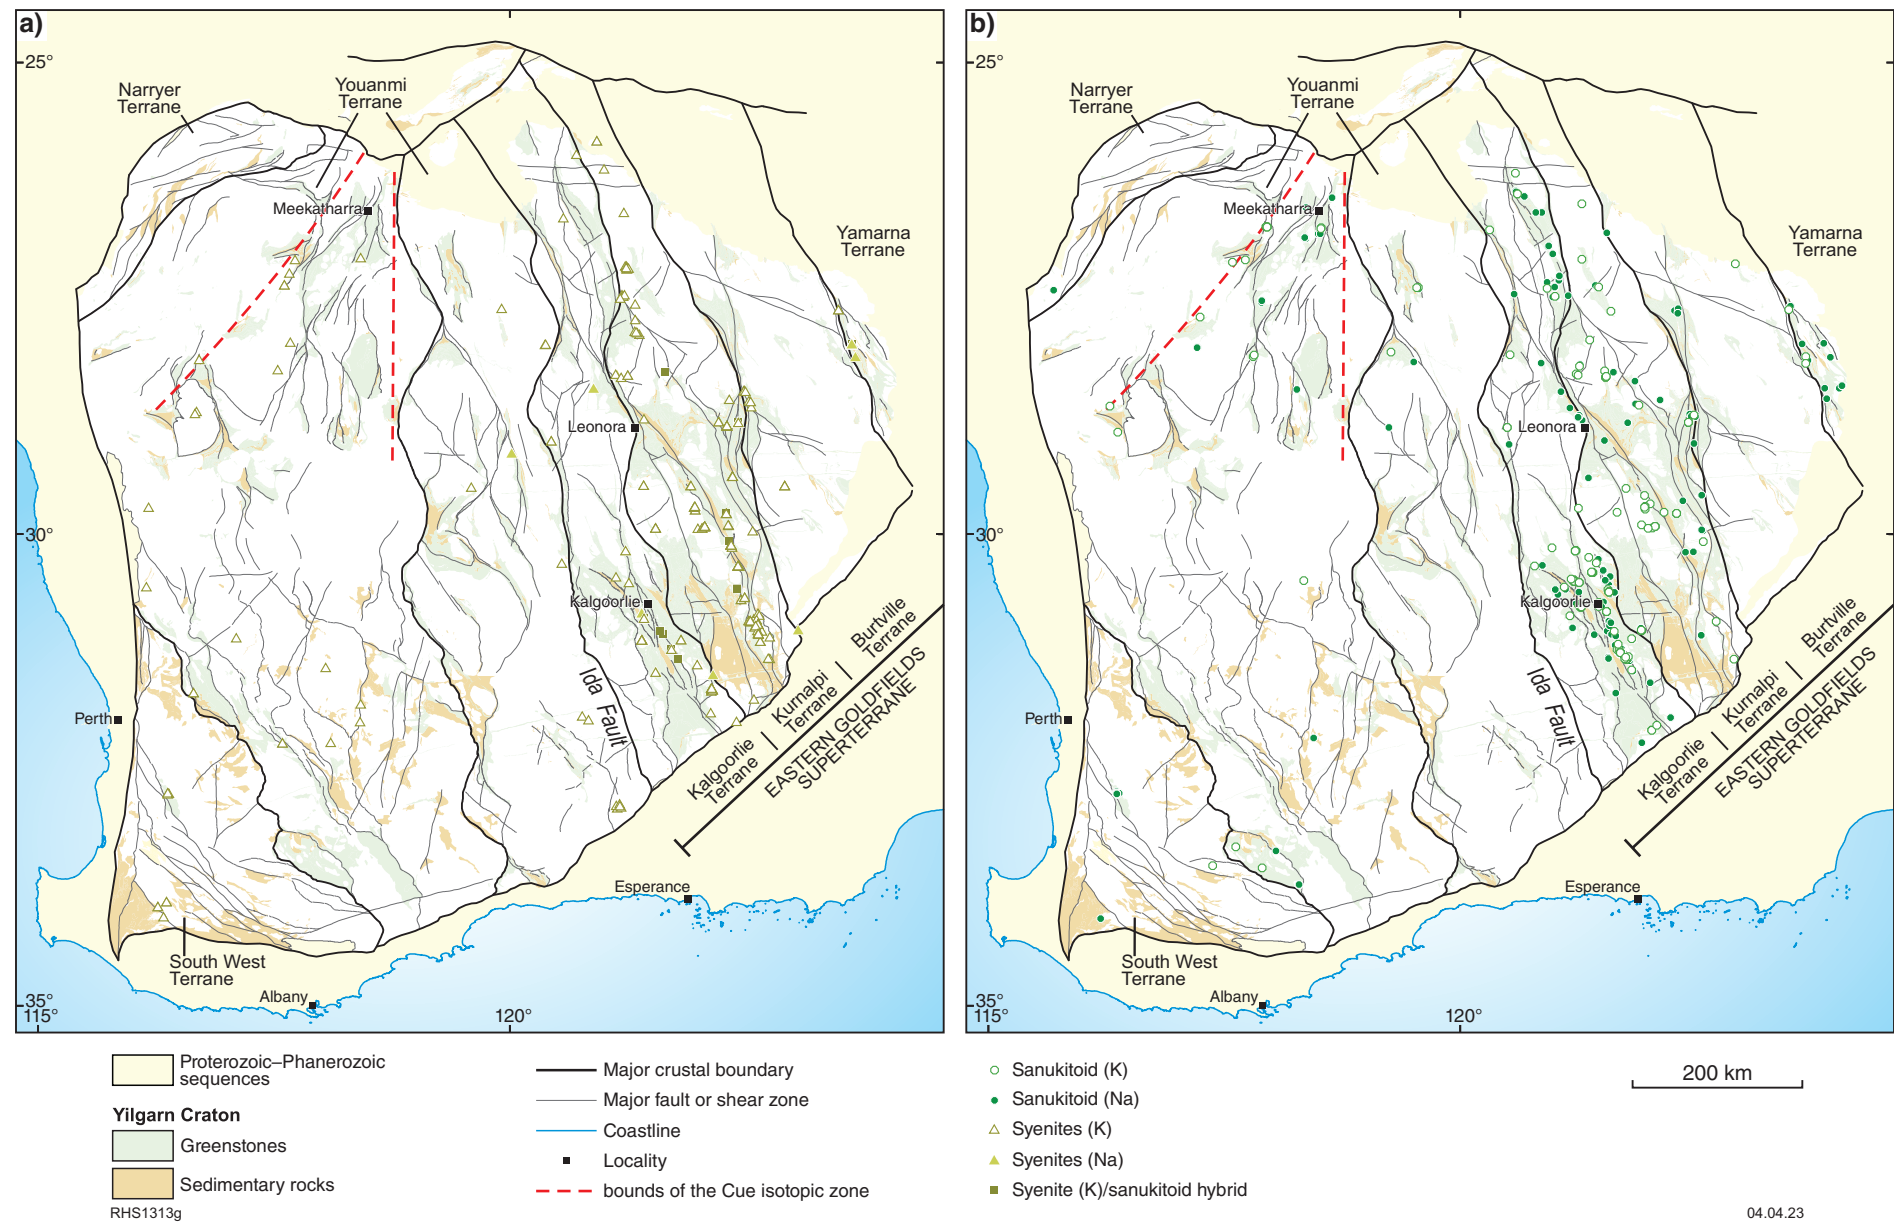 a)
25°
Narryer
Terrane
Youanmi
Terrane
Meekatharra
Yamarna
Terrane
Leonora
30°
Kalgoorlie
Perth
Ida Fault
Kalgoorlie
Terrane
Kurnalpi
Terrane
Burtville
Terrane
EASTERN GOLDFIELDS
SUPERTERRANE
Esperance
South West
Terrane
Albany
35°
115°
120°
b)
25°
Narryer
Terrane
Youanmi
Terrane
Meekatharra
Yamarna
Terrane
Leonora
30°
Kalgoorlie
Perth
Ida Fault
Kalgoorlie
Terrane
Kurnalpi
Terrane
Burtville
Terrane
EASTERN GOLDFIELDS
SUPERTERRANE
Esperance
South West
Terrane
Albany
35°
115°
120°
Proterozoic–Phanerozoic
sequences
Yilgarn Craton
Greenstones
Sedimentary rocks
RHS1313g
Major crustal boundary
Major fault or shear zone
Coastline
Locality
bounds of the Cue isotopic zone
Sanukitoid (K)
Sanukitoid (Na)
Syenites (K)
Syenites (Na)
Syenite (K)/sanukitoid hybrid
200 km
04.04.23